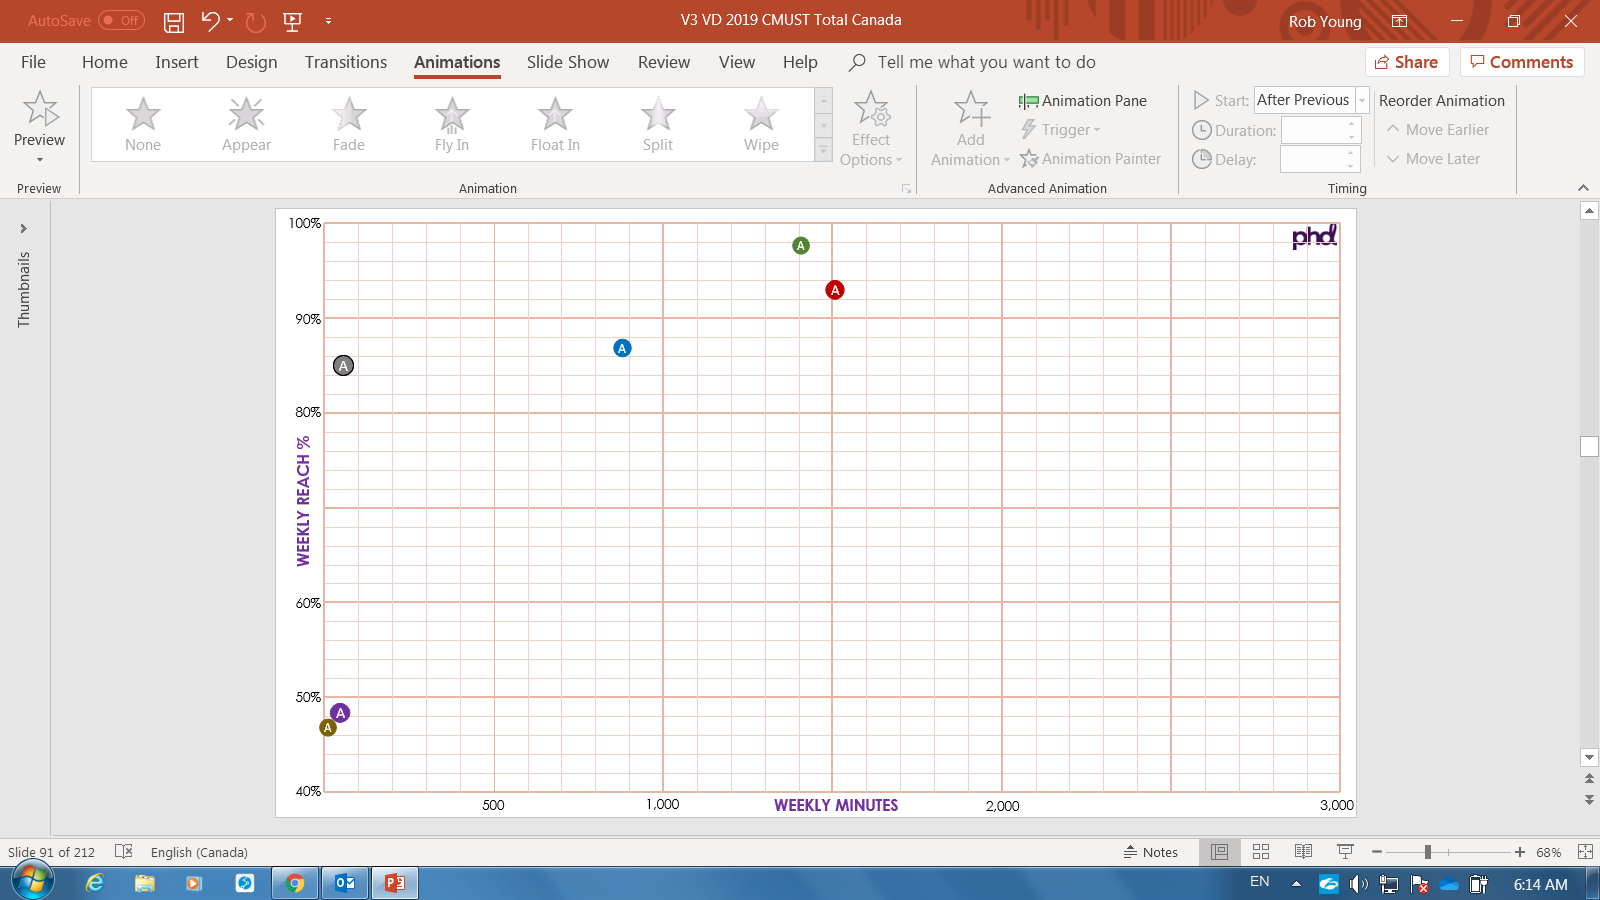 AutoSave Off
V3 VD 2019 CMUST Total Canada
Rob Young
File Home Insert Design Transitions Animations Slide Show Review View Help Tell me what you want to do
Share Comments
Preview
None Appear Fade Fly In Float In Split Wipe
Effect Options
Add Animation
Animation Pane
Trigger
Animation Painter
Start: After Previous
Duration:
Delay:
Reorder Animation
Move Earlier
Move Later
Preview Animation Advanced Animation Timing
Thumbnails
100%
90%
80%
60%
50%
40%
WEEKLY REACH %
phd
A
A
A
A
A
A
500 1,000 WEEKLY MINUTES 2,000 3,000
Slide 91 of 212 English (Canada) Notes 68%
EN 6:14 AM